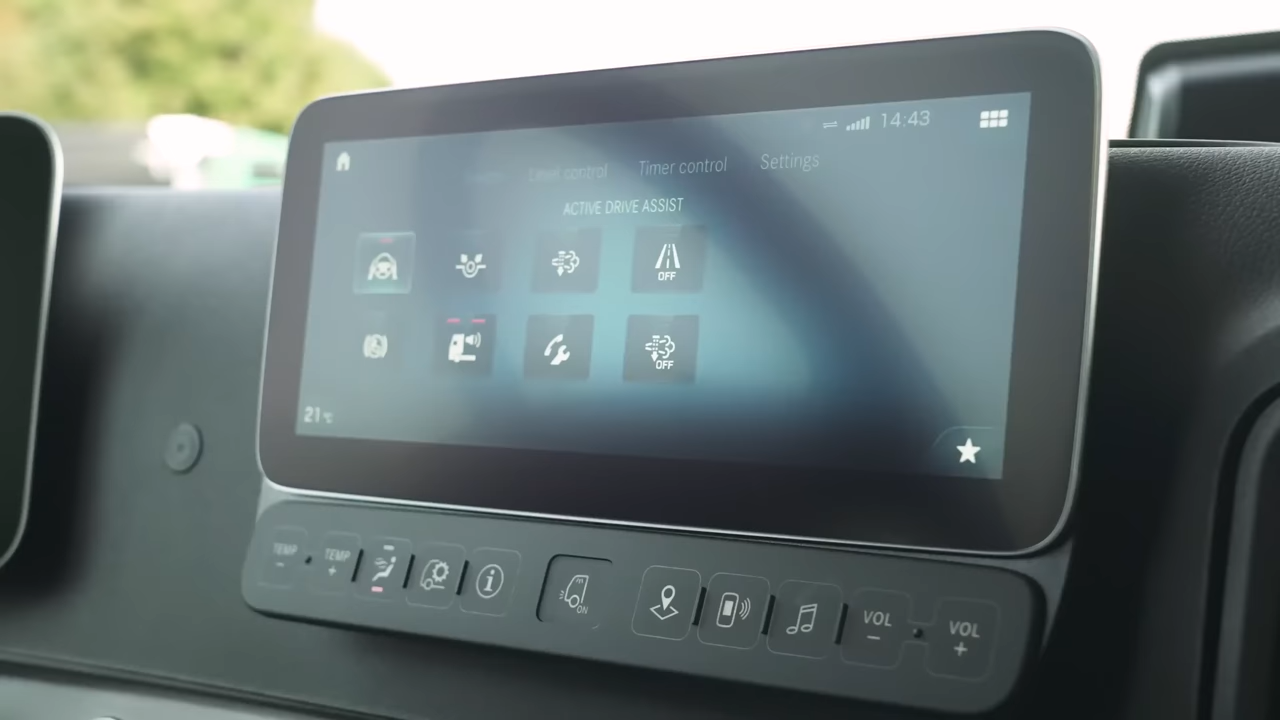 14:43
Level control Timer control Settings
ACTIVE DRIVE ASSIST
OFF
OFF
21 °C
TEMP − TEMP +
ON
VOL − VOL +